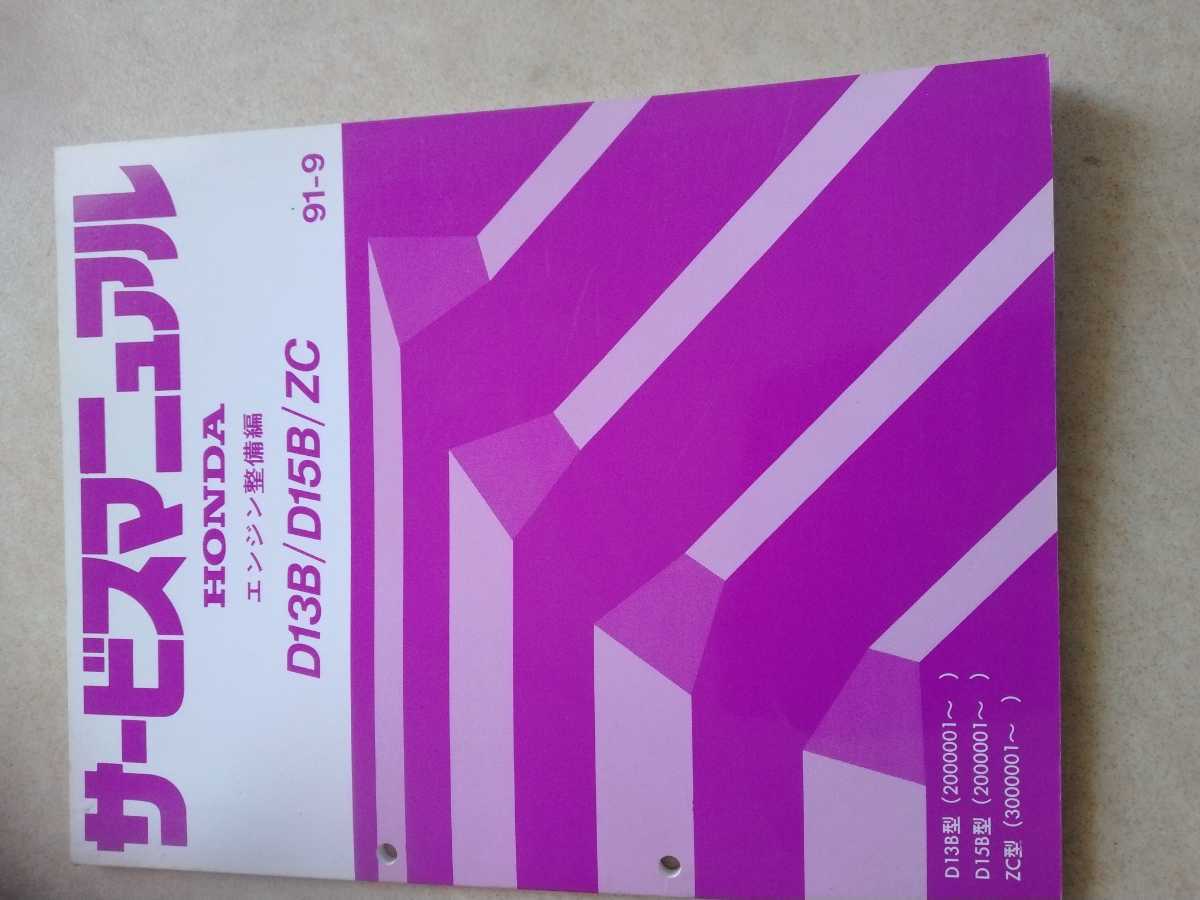 サービスマニュアル
HONDA
エンジン整備編
D13B/D15B/ZC
91-9
D13B型（2000001～　）
D15B型（2000001～　）
ZC型（3000001～　）